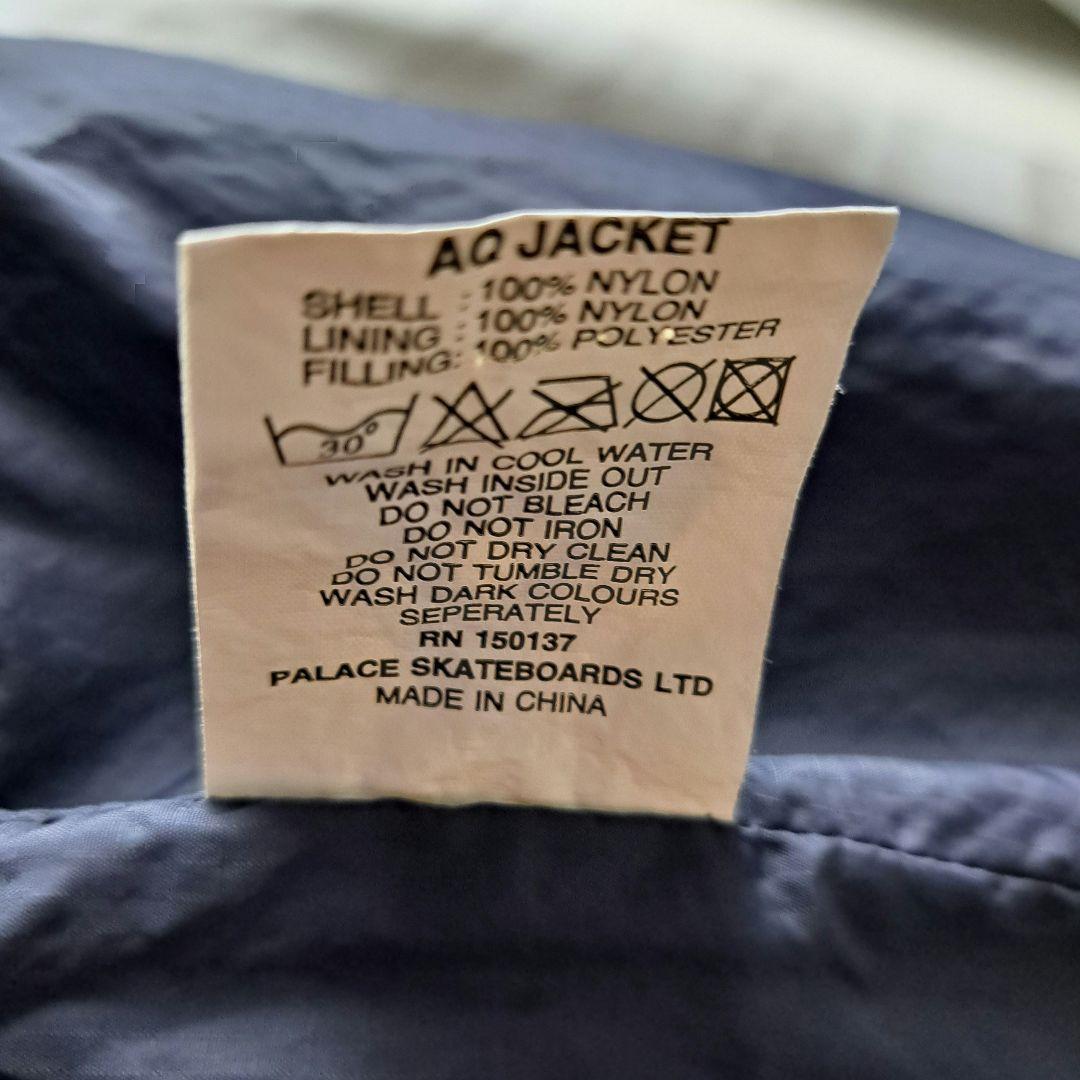 AQ JACKET
SHELL : 100% NYLON
LINING : 100% NYLON
FILLING: 100% POLYESTER
30°
WASH IN COOL WATER
WASH INSIDE OUT
DO NOT BLEACH
DO NOT IRON
DO NOT DRY CLEAN
DO NOT TUMBLE DRY
WASH DARK COLOURS
SEPERATELY
RN 150137
PALACE SKATEBOARDS LTD
MADE IN CHINA